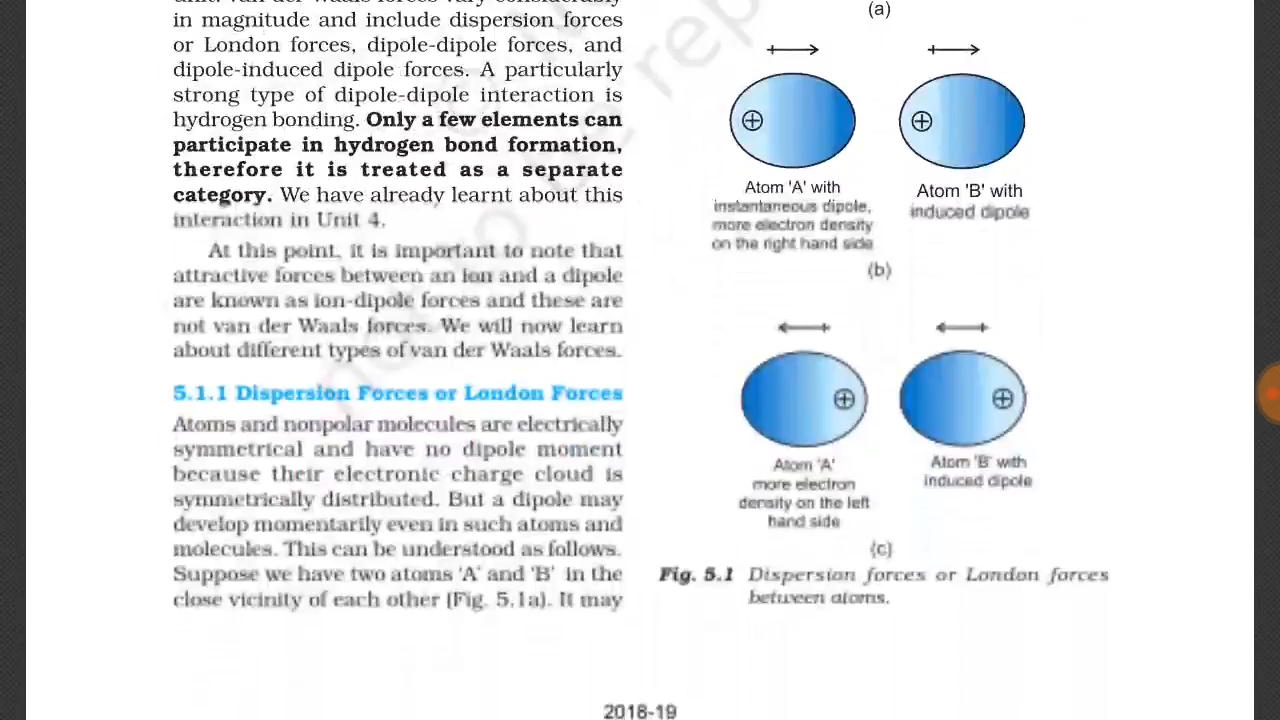 in magnitude and include dispersion forces
or London forces, dipole-dipole forces, and
dipole-induced dipole forces. A particularly
strong type of dipole-dipole interaction is
hydrogen bonding. Only a few elements can
participate in hydrogen bond formation,
therefore it is treated as a separate
category. We have already learnt about this
interaction in Unit 4.
At this point, it is important to note that
attractive forces between an ion and a dipole
are known as ion-dipole forces and these are
not van der Waals forces. We will now learn
about different types of van der Waals forces.
5.1.1 Dispersion Forces or London Forces
Atoms and nonpolar molecules are electrically
symmetrical and have no dipole moment
because their electronic charge cloud is
symmetrically distributed. But a dipole may
develop momentarily even in such atoms and
molecules. This can be understood as follows.
Suppose we have two atoms 'A' and 'B' in the
close vicinity of each other (Fig. 5.1a). It may
(a)
Atom 'A' with
instantaneous dipole,
more electron density
on the right hand side
Atom 'B' with
induced dipole
(b)
Atom 'A'
more electron
density on the left
hand side
Atom 'B' with
induced dipole
(c)
Fig. 5.1 Dispersion forces or London forces
between atoms.
2018-19